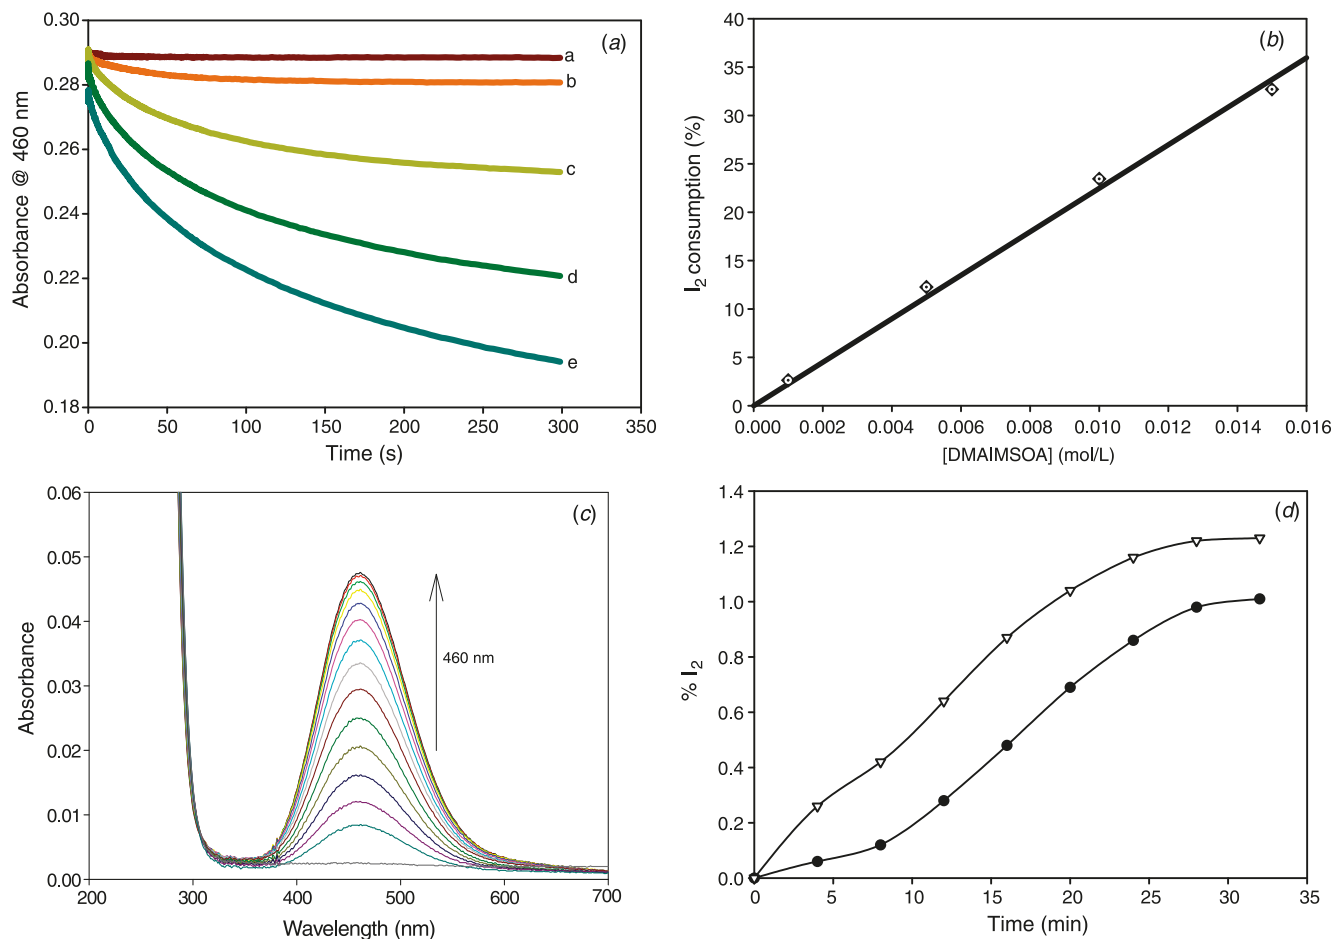 (a)
Absorbance @ 460 nm
0.30
0.28
0.26
0.24
0.22
0.20
0.18
a
b
c
d
e
0 50 100 150 200 250 300 350
Time (s)
(b)
I2 consumption (%)
40
35
30
25
20
15
10
5
0
0.000 0.002 0.004 0.006 0.008 0.010 0.012 0.014 0.016
[DMAIMSOA] (mol/L)
(c)
Absorbance
0.06
0.05
0.04
0.03
0.02
0.01
0.00
460 nm
200 300 400 500 600 700
Wavelength (nm)
(d)
% I2
1.4
1.2
1.0
0.8
0.6
0.4
0.2
0.0
0 5 10 15 20 25 30 35
Time (min)